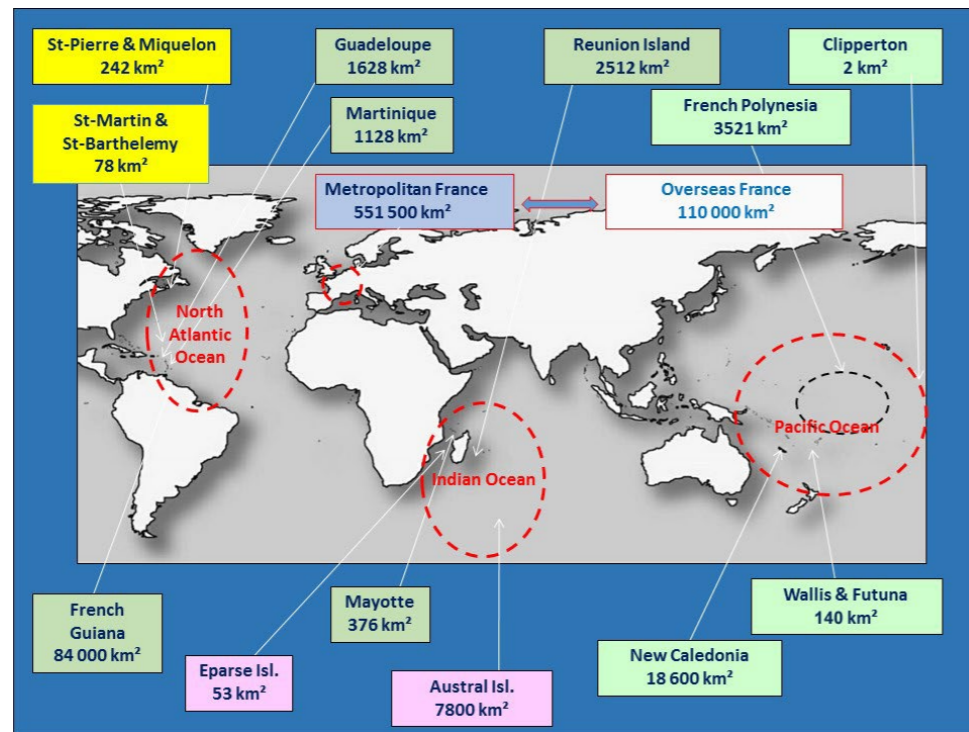 St-Pierre & Miquelon
242 km²
Guadeloupe
1628 km²
Reunion Island
2512 km²
Clipperton
2 km²
St-Martin &
St-Barthelemy
78 km²
Martinique
1128 km²
French Polynesia
3521 km²
Metropolitan France
551 500 km²
Overseas France
110 000 km²
North
Atlantic
Ocean
Indian Ocean
Pacific Ocean
French
Guiana
84 000 km²
Mayotte
376 km²
Wallis & Futuna
140 km²
Eparse Isl.
53 km²
Austral Isl.
7800 km²
New Caledonia
18 600 km²